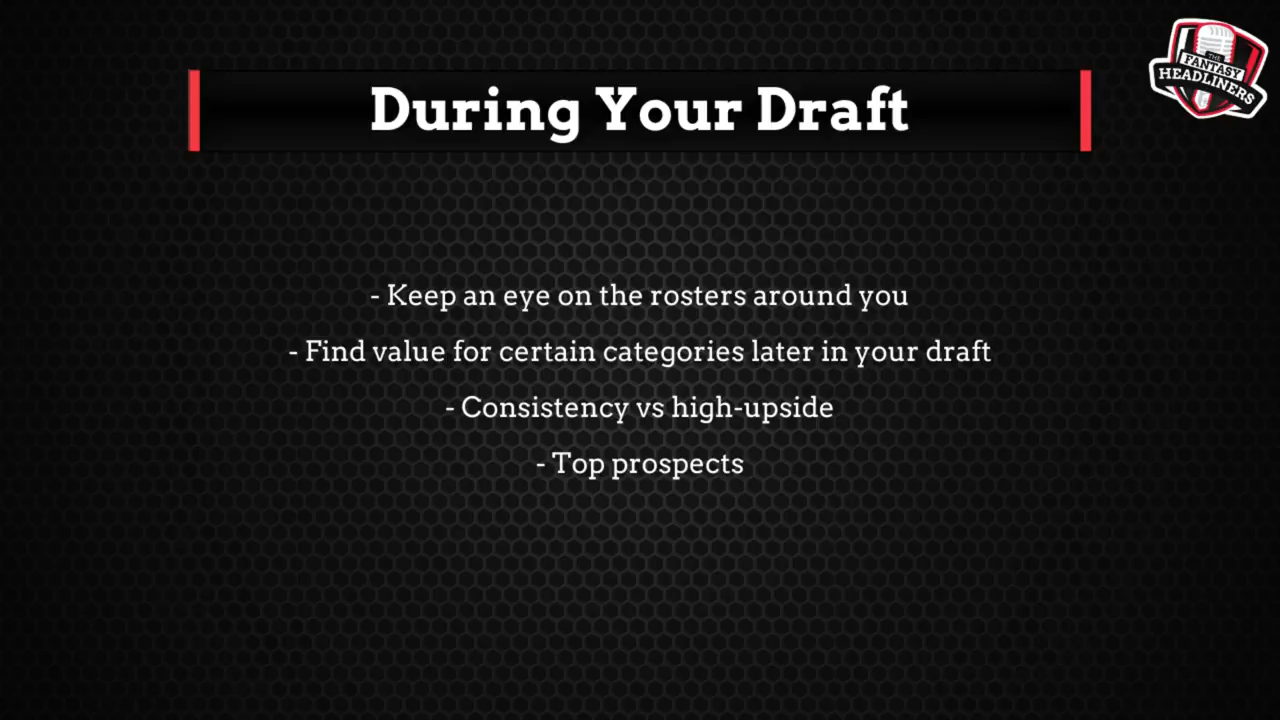 During Your Draft
THE
FANTASY
HEADLINERS
- Keep an eye on the rosters around you
- Find value for certain categories later in your draft
- Consistency vs high-upside
- Top prospects